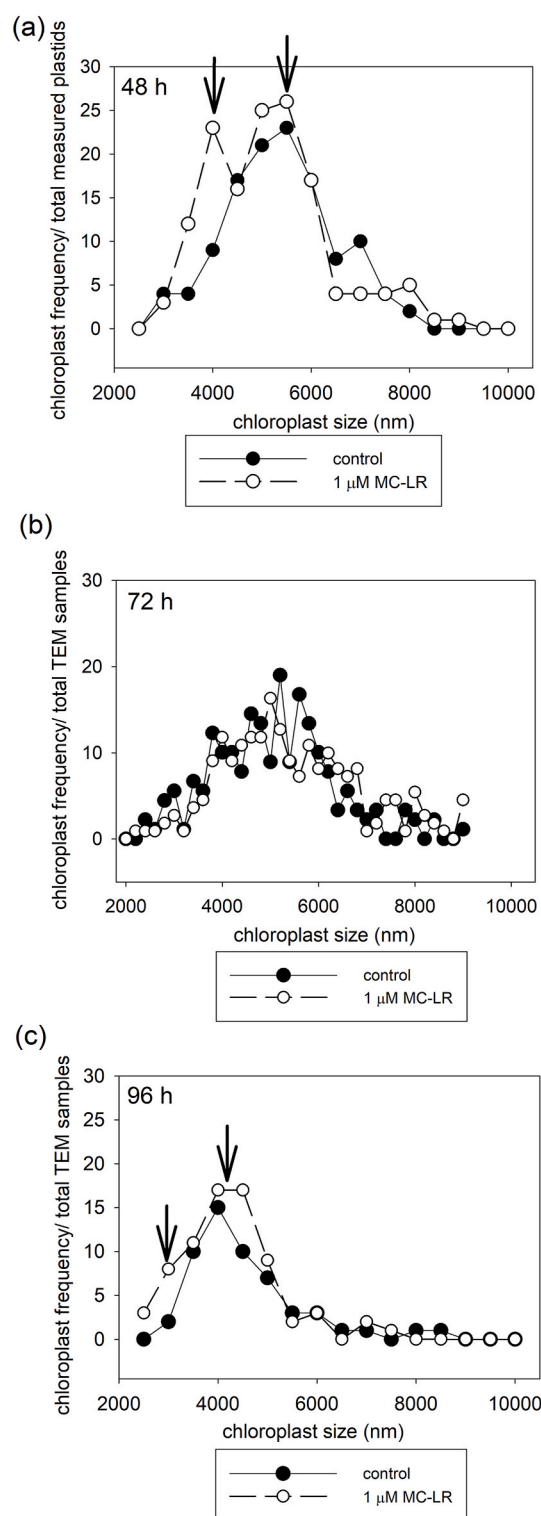 (a)
48 h
30
25
20
15
10
5
0
chloroplast frequency/ total measured plastids
2000 4000 6000 8000 10000
chloroplast size (nm)
control
1 μM MC-LR
(b)
72 h
30
20
10
0
chloroplast frequency/ total TEM samples
2000 4000 6000 8000 10000
chloroplast size (nm)
control
1 μM MC-LR
(c)
96 h
30
25
20
15
10
5
0
chloroplast frequency/ total TEM samples
2000 4000 6000 8000 10000
chloroplast size (nm)
control
1 μM MC-LR